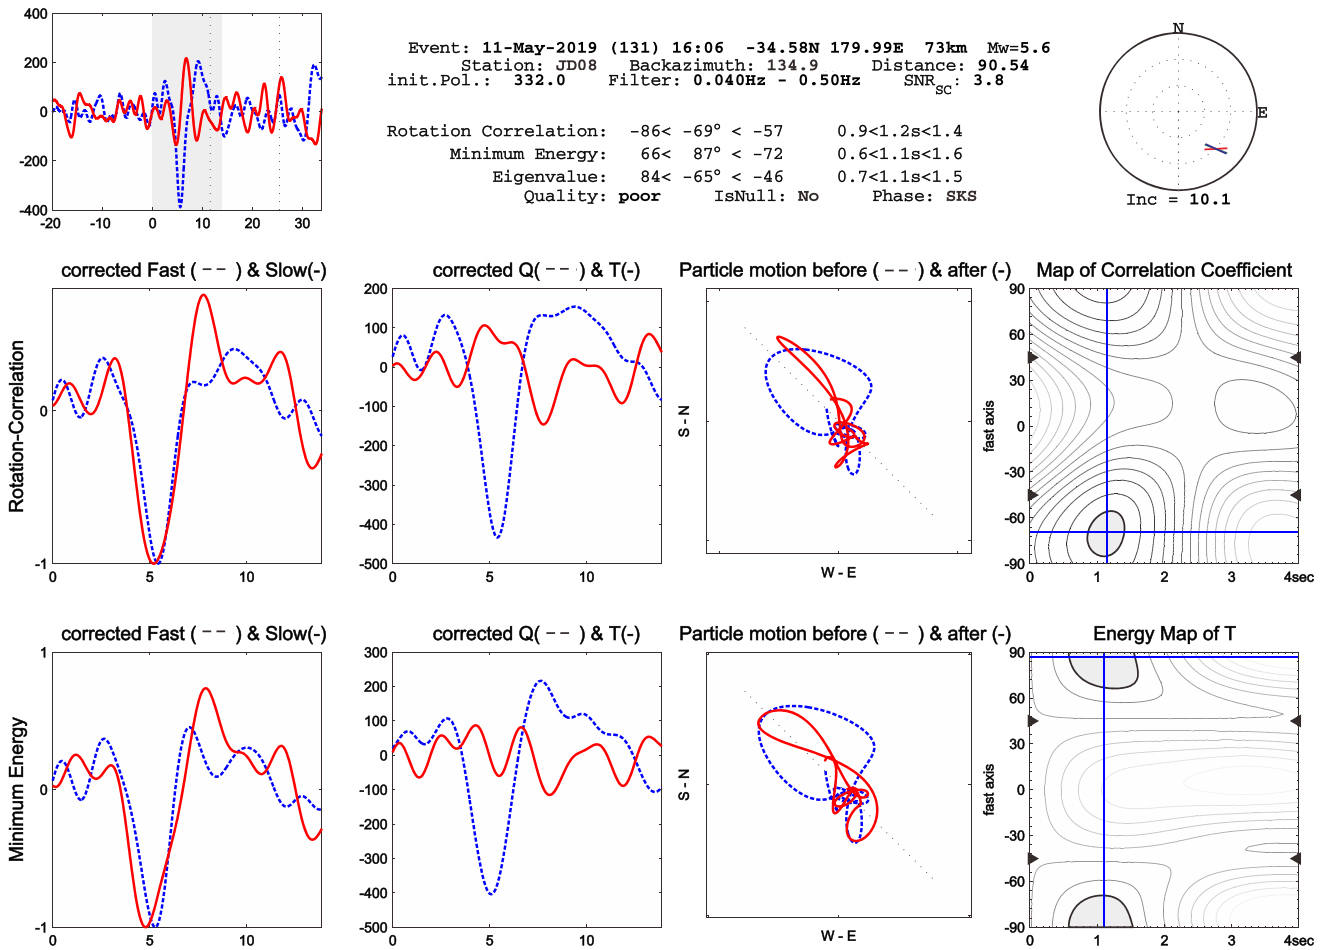 Event: 11-May-2019 (131) 16:06 -34.58N 179.99E 73km Mw=5.6
Station: JD08 Backazimuth: 134.9 Distance: 90.54
init.Pol.: 332.0 Filter: 0.040Hz - 0.50Hz SNRSC: 3.8
Rotation Correlation: -86< -69° < -57 0.9<1.2s<1.4
Minimum Energy: 66< 87° < -72 0.6<1.1s<1.6
Eigenvalue: 84< -65° < -46 0.7<1.1s<1.5
Quality: poor IsNull: No Phase: SKS
400
200
0
-200
-400
-20 -10 0 10 20 30
N
E
Inc = 10.1
corrected Fast ( -- ) & Slow(-)
corrected Q( -- ) & T(-)
Particle motion before ( -- ) & after (-)
Map of Correlation Coefficient
Rotation-Correlation
0
-1
0 5 10
200
100
0
-100
-200
-300
-400
-500
0 5 10
S - N
W - E
fast axis
90
60
30
0
-30
-60
-90
0 1 2 3 4sec
corrected Fast ( -- ) & Slow(-)
corrected Q( -- ) & T(-)
Particle motion before ( -- ) & after (-)
Energy Map of T
Minimum Energy
1
0
-1
0 5 10
300
200
100
0
-100
-200
-300
-400
-500
0 5 10
S - N
W - E
fast axis
90
60
30
0
-30
-60
-90
0 1 2 3 4sec